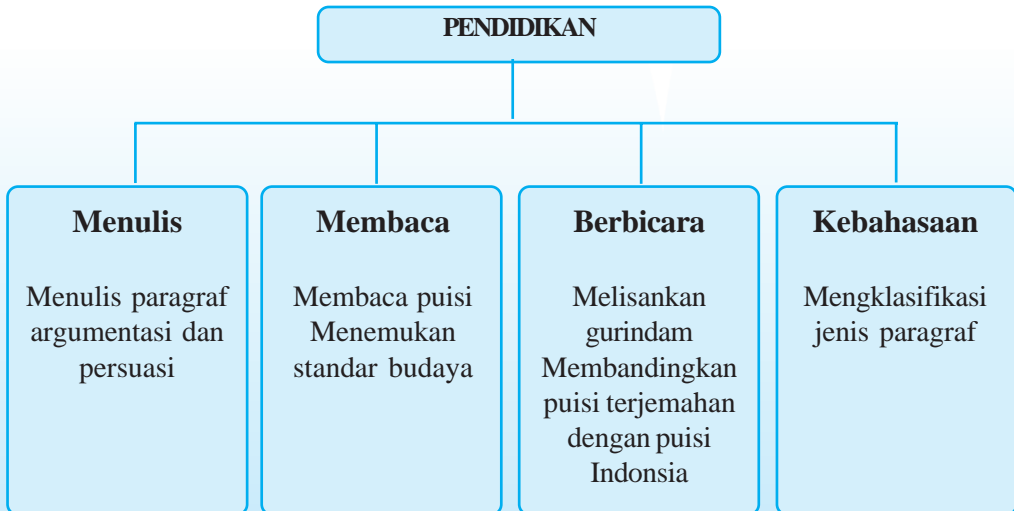 PENDIDIKAN
Menulis
Menulis paragraf
argumentasi dan
persuasi
Membaca
Membaca puisi
Menemukan
standar budaya
Berbicara
Melisankan
gurindam
Membandingkan
puisi terjemahan
dengan puisi
Indonsia
Kebahasaan
Mengklasifikasi
jenis paragraf